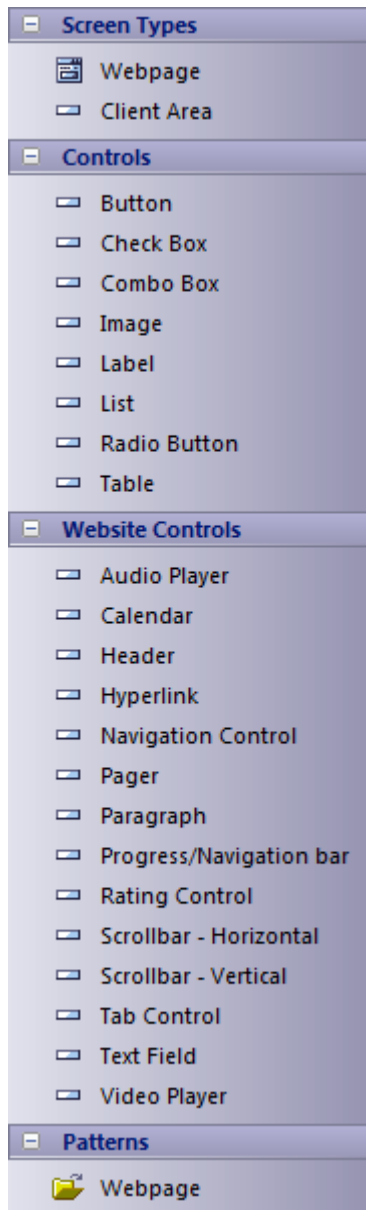 Screen Types
Webpage
Client Area
Controls
Button
Check Box
Combo Box
Image
Label
List
Radio Button
Table
Website Controls
Audio Player
Calendar
Header
Hyperlink
Navigation Control
Pager
Paragraph
Progress/Navigation bar
Rating Control
Scrollbar - Horizontal
Scrollbar - Vertical
Tab Control
Text Field
Video Player
Patterns
Webpage